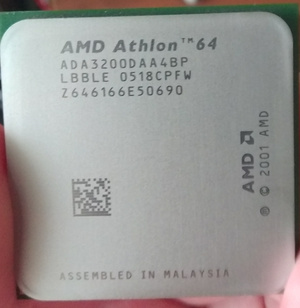 AMD Athlon™64
ADA3200DAA4BP
LBBLE 0518CPFW
Z646166E50690
AMD
® © 2001 AMD
ASSEMBLED IN MALAYSIA